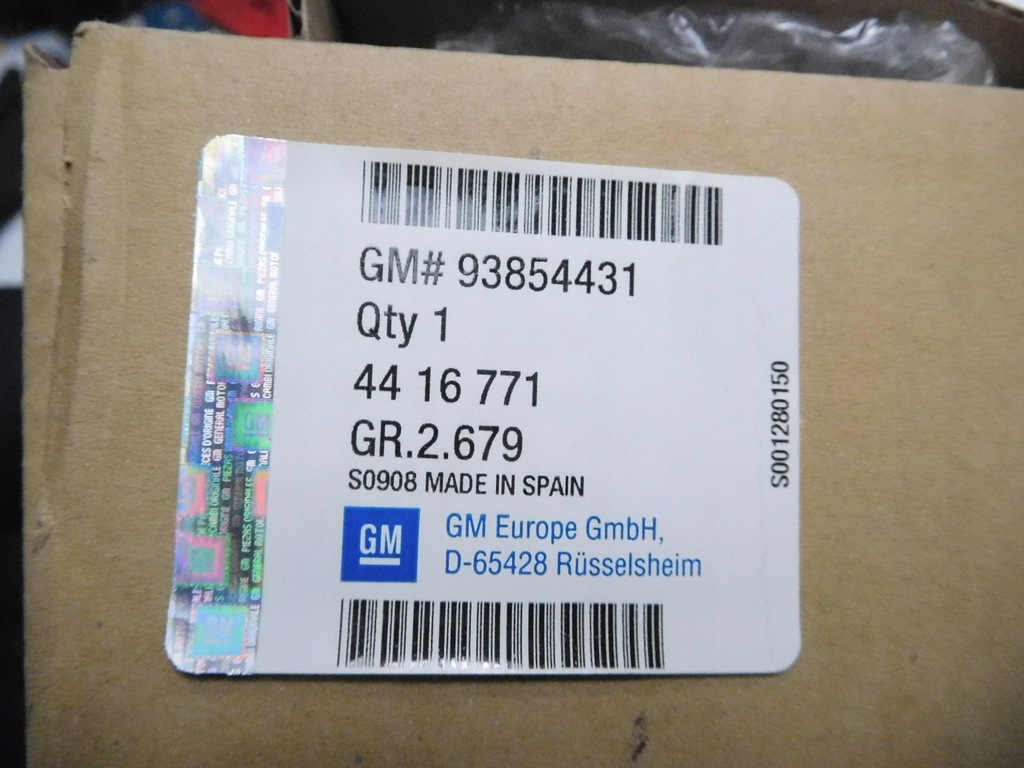 GM# 93854431
Qty 1
44 16 771
GR.2.679
S0908 MADE IN SPAIN
GM
GM Europe GmbH,
D-65428 Rüsselsheim
S001280150